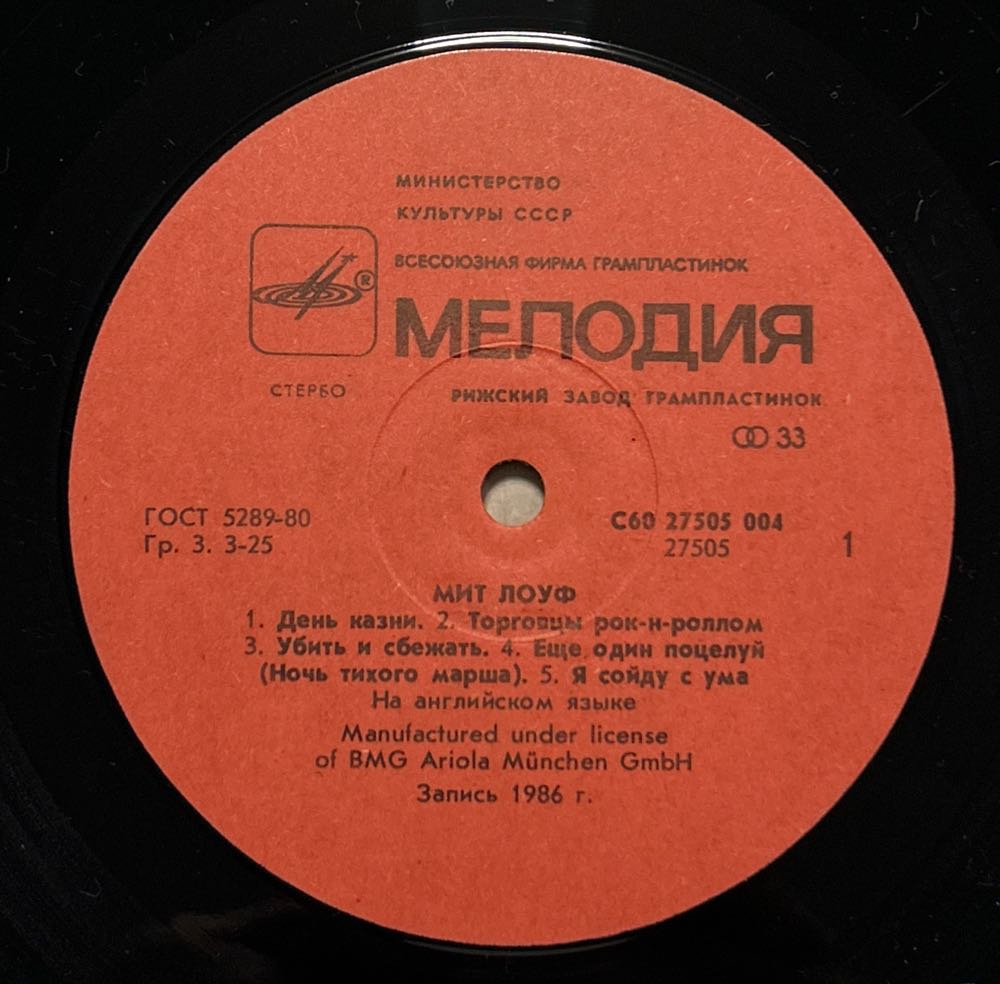 МИНИСТЕРСТВО
КУЛЬТУРЫ СССР
ВСЕСОЮЗНАЯ ФИРМА ГРАМПЛАСТИНОК
®
МЕЛОДИЯ
СТЕРЕО
РИЖСКИЙ ЗАВОД ГРАМПЛАСТИНОК
33
ГОСТ 5289-80
Гр. 3. 3-25
С60 27505 004
27505
1
МИТ ЛОУФ
1. День казни. 2. Торговцы рок-н-роллом
3. Убить и сбежать. 4. Еще один поцелуй
(Ночь тихого марша). 5. Я сойду с ума
На английском языке
Manufactured under license
of BMG Ariola München GmbH
Запись 1986 г.